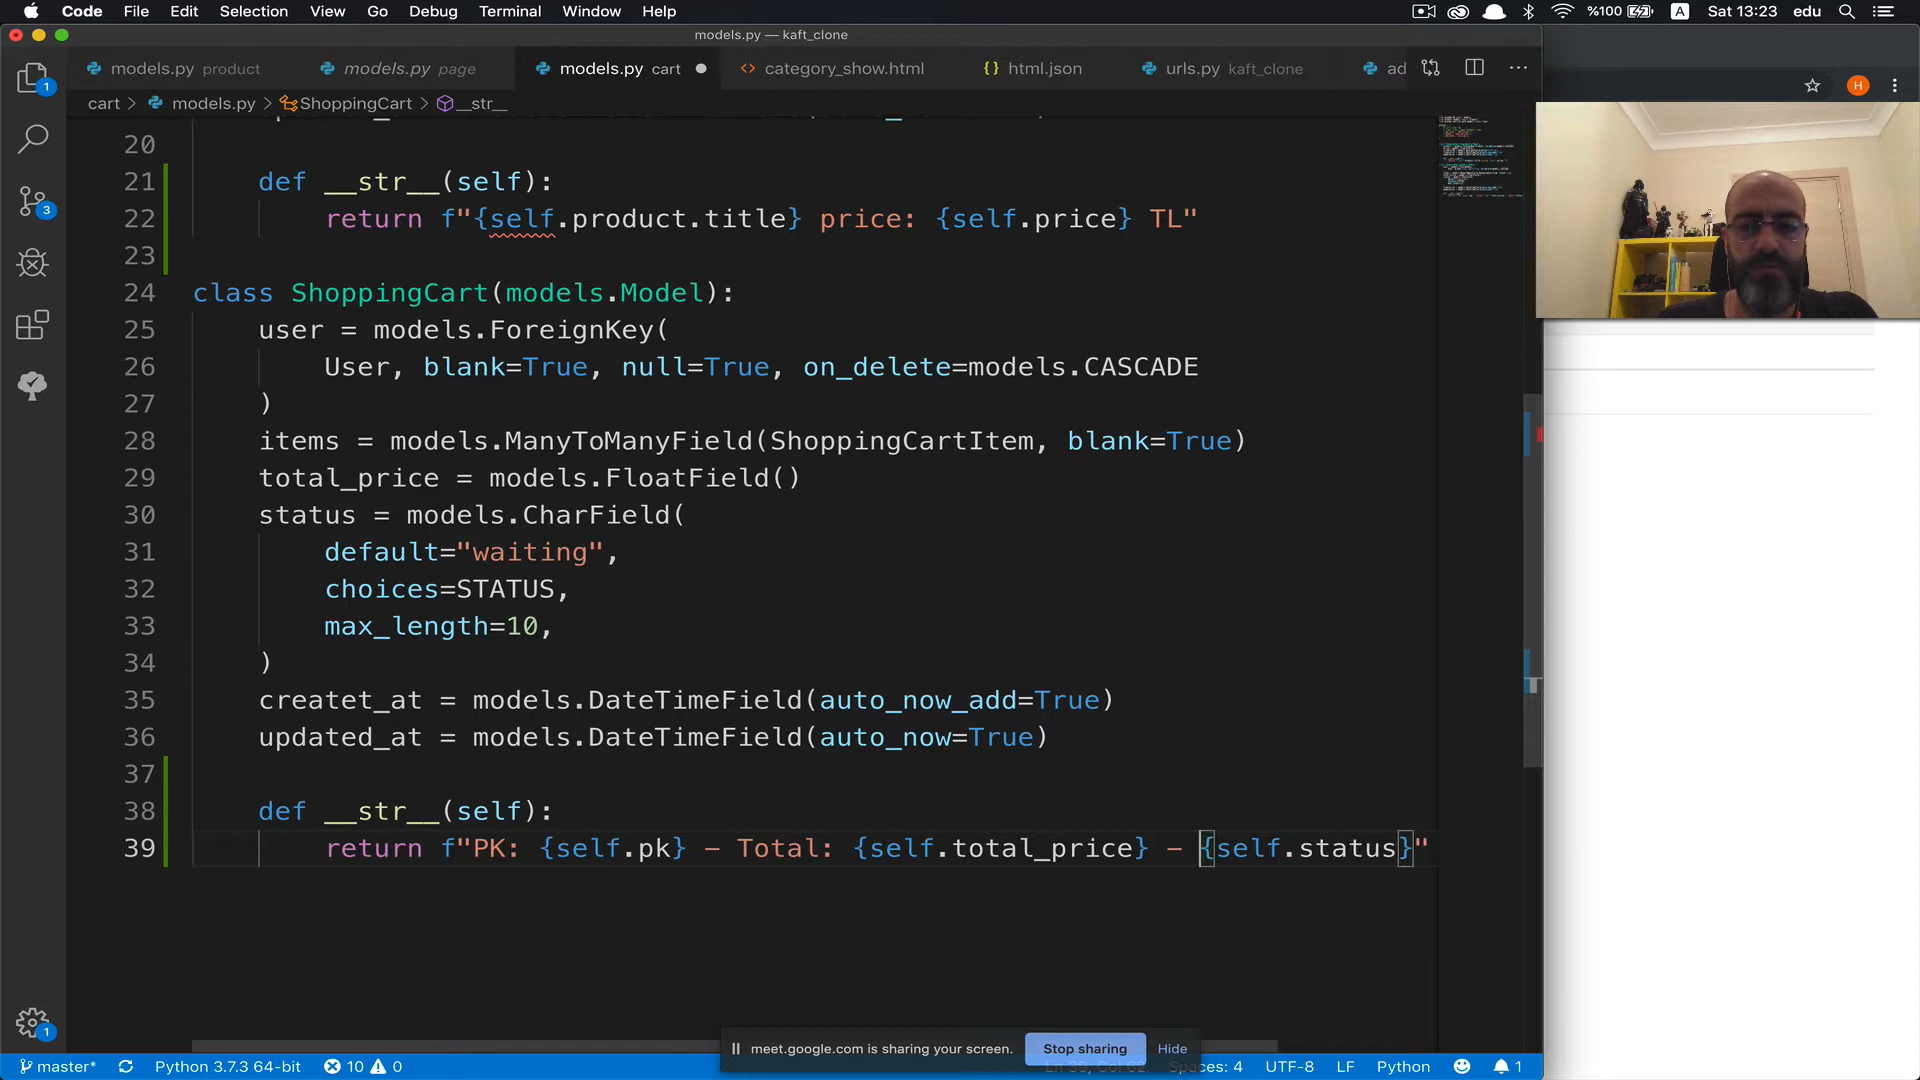 Code File Edit Selection View Go Debug Terminal Window Help %100 A Sat 13:23 edu
models.py — kaft_clone
models.py product models.py page models.py cart category_show.html {} html.json urls.py kaft_clone ad
cart > models.py > ShoppingCart > __str__
H
20
21 def __str__(self):
22 return f"{self.product.title} price: {self.price} TL"
23
24 class ShoppingCart(models.Model):
25 user = models.ForeignKey(
26 User, blank=True, null=True, on_delete=models.CASCADE
27 )
28 items = models.ManyToManyField(ShoppingCartItem, blank=True)
29 total_price = models.FloatField()
30 status = models.CharField(
31 default="waiting",
32 choices=STATUS,
33 max_length=10,
34 )
35 createt_at = models.DateTimeField(auto_now_add=True)
36 updated_at = models.DateTimeField(auto_now=True)
37
38 def __str__(self):
39 return f"PK: {self.pk} - Total: {self.total_price} - {self.status}"
1
3
1
meet.google.com is sharing your screen. Stop sharing Hide
master* Python 3.7.3 64-bit 10 0 Spaces: 4 UTF-8 LF Python 1